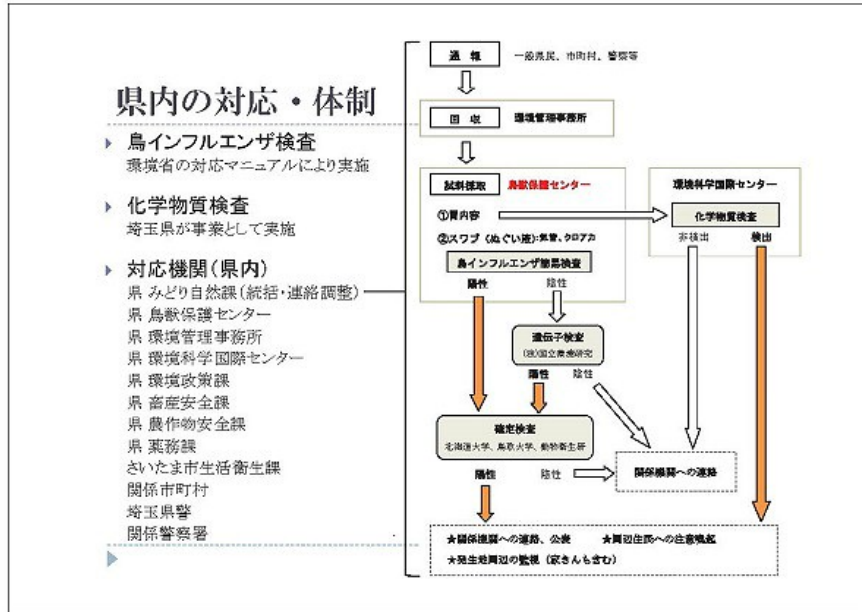 県内の対応・体制
鳥インフルエンザ検査
環境省の対応マニュアルにより実施
化学物質検査
埼玉県が事業として実施
対応機関(県内)
県 みどり自然課(統括・連絡調整)
県 鳥獣保護センター
県 環境管理事務所
県 環境科学国際センター
県 環境政策課
県 畜産安全課
県 農作物安全課
県 薬務課
さいたま市生活衛生課
関係市町村
埼玉県警
関係警察署
通 報 一般県民、市町村、警察等
回 収 環境管理事務所
試料採取 鳥獣保護センター
①胃内容
②スワブ(ぬぐい液):気管、クロアカ
鳥インフルエンザ簡易検査
陽性 陰性
環境科学国際センター
化学物質検査
非検出 検出
遺伝子検査
(独)国立環境研究
陽性 陰性
確定検査
北海道大学、鳥取大学、動物衛生研
陽性 陰性
関係機関への連絡
★関係機関への連絡、公表 ★周辺住民への注意喚起
★発生地周辺の監視(家きんも含む)